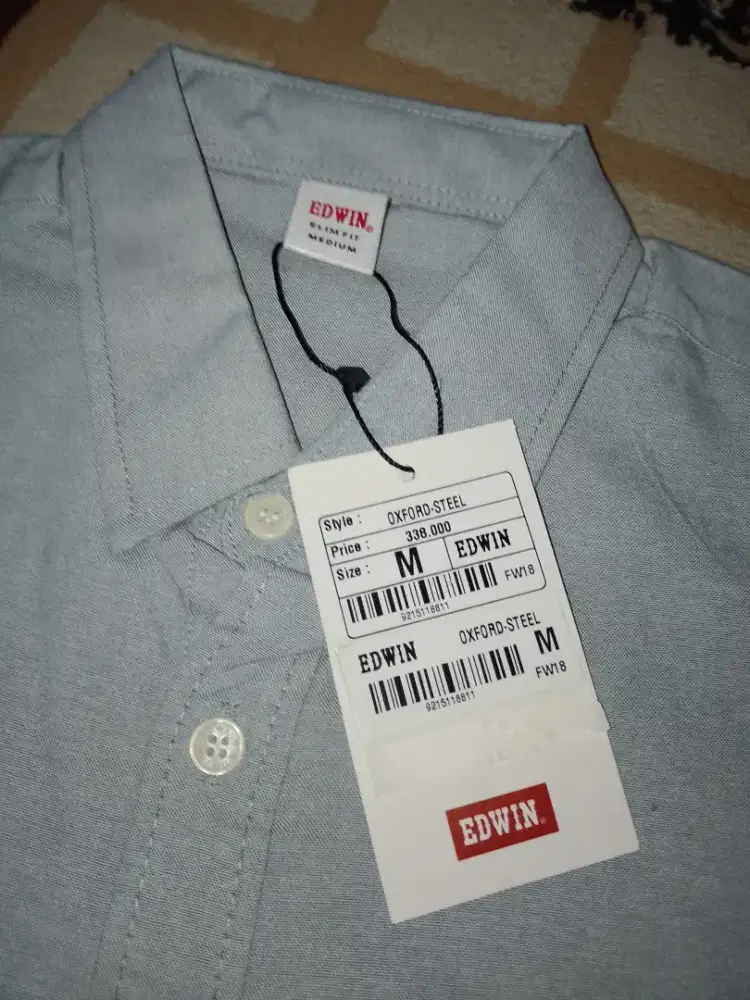 EDWIN®
SLIM FIT
MEDIUM
Style : OXFORD-STEEL
Price : 338.000
Size : M EDWIN
FW18
9215118811
EDWIN OXFORD-STEEL M
FW18
9215118811
EDWIN®